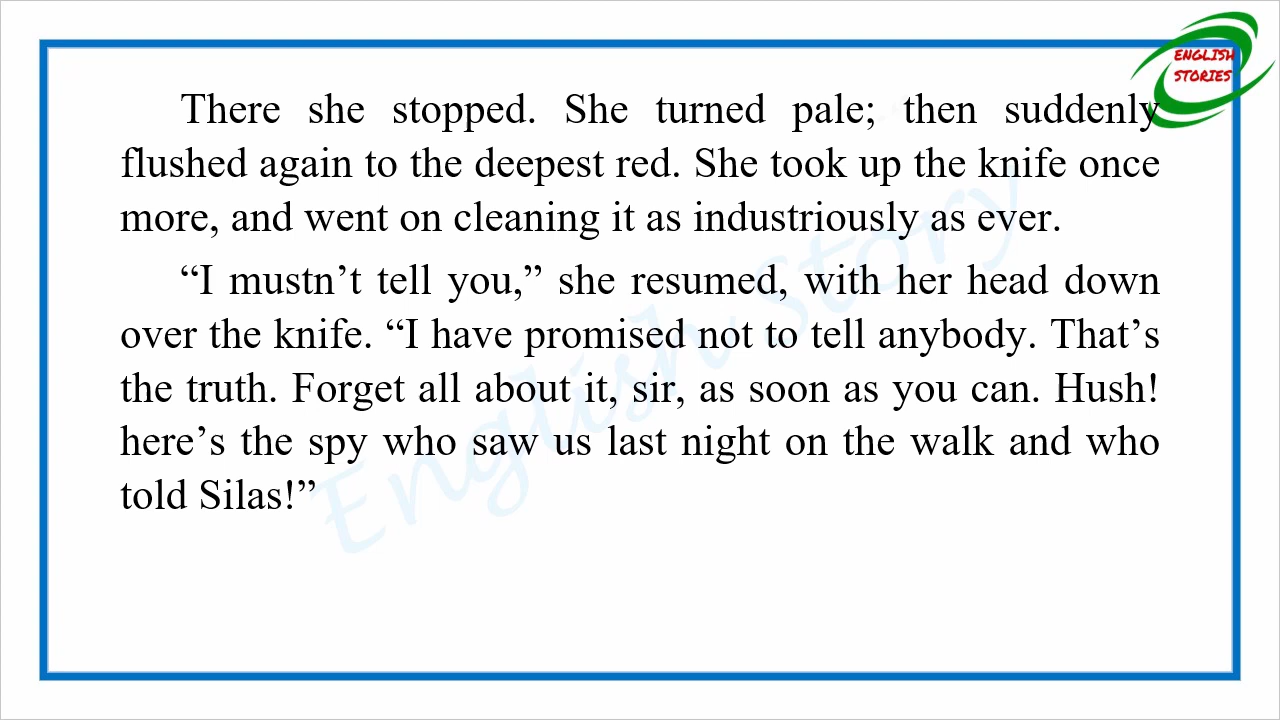 ENGLISH
STORIES
There she stopped. She turned pale; then suddenly
flushed again to the deepest red. She took up the knife once
more, and went on cleaning it as industriously as ever.
“I mustn’t tell you,” she resumed, with her head down
over the knife. “I have promised not to tell anybody. That’s
the truth. Forget all about it, sir, as soon as you can. Hush!
here’s the spy who saw us last night on the walk and who
told Silas!”
English Story